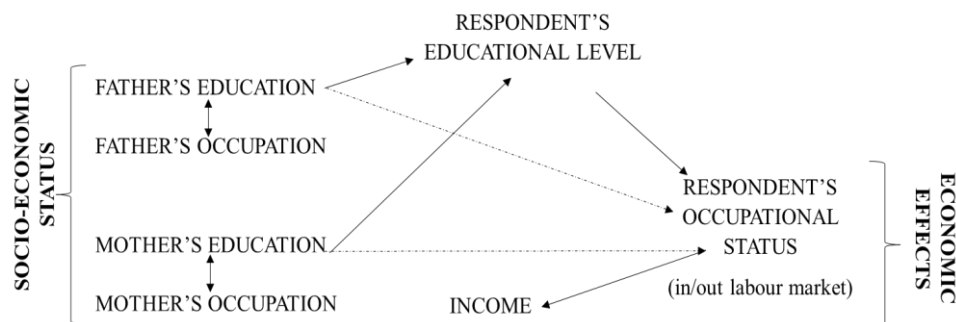 RESPONDENT’S
EDUCATIONAL LEVEL
SOCIO-ECONOMIC
STATUS
FATHER’S EDUCATION
FATHER’S OCCUPATION
MOTHER’S EDUCATION
MOTHER’S OCCUPATION
RESPONDENT’S
OCCUPATIONAL
STATUS
(in/out labour market)
INCOME
ECONOMIC
EFFECTS